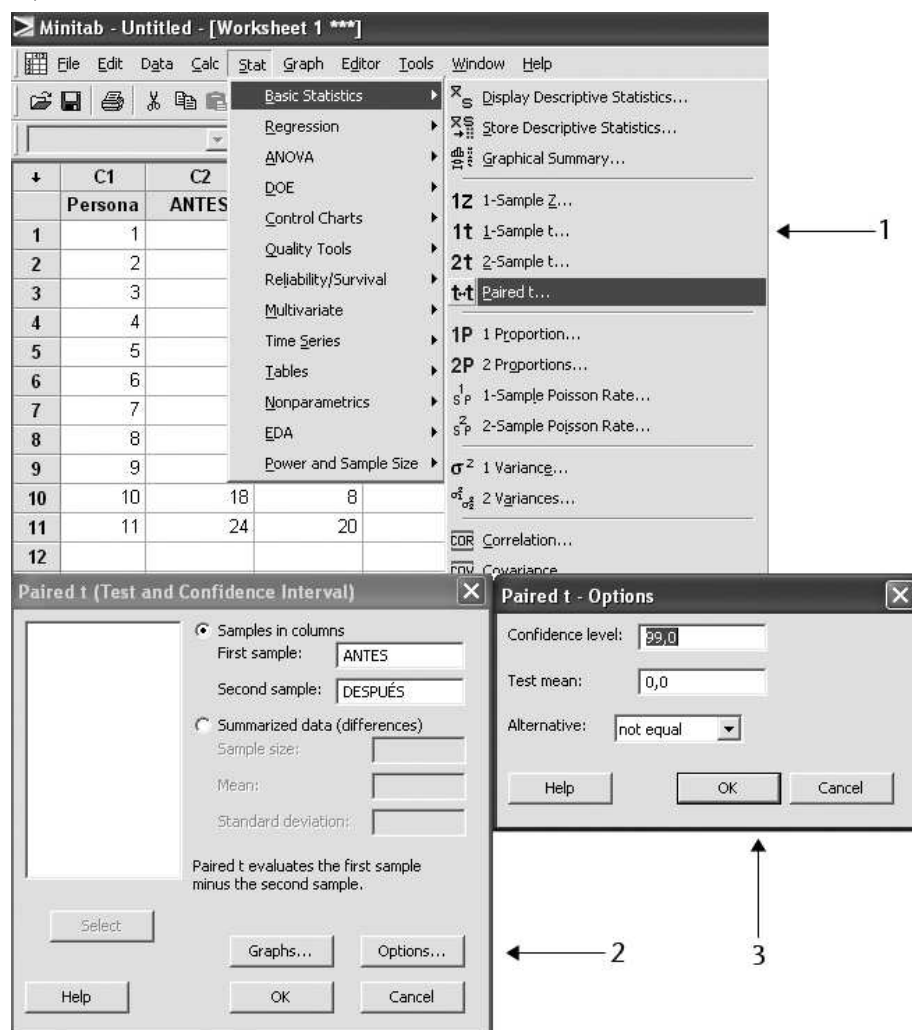 Minitab - Untitled - [Worksheet 1 ***]
File Edit Data Calc Stat Graph Editor Tools Window Help
Basic Statistics
Regression
ANOVA
DOE
Control Charts
Quality Tools
Reliability/Survival
Multivariate
Time Series
Tables
Nonparametrics
EDA
Power and Sample Size
Display Descriptive Statistics...
Store Descriptive Statistics...
Graphical Summary...
1Z 1-Sample Z...
1t 1-Sample t...
2t 2-Sample t...
t-t Paired t...
1P 1 Proportion...
2P 2 Proportions...
1-Sample Poisson Rate...
2-Sample Poisson Rate...
σ² 1 Variance...
2 Variances...
COR Correlation...
COV Covariance
1
C1 C2
Persona ANTES
1 1
2 2
3 3
4 4
5 5
6 6
7 7
8 8
9 9
10 10 18 8
11 11 24 20
12
Paired t (Test and Confidence Interval)
Samples in columns
First sample: ANTES
Second sample: DESPUÉS
Summarized data (differences)
Sample size:
Mean:
Standard deviation:
Paired t evaluates the first sample
minus the second sample.
Select
Graphs... Options...
Help OK Cancel
2
Paired t - Options
Confidence level: 99,0
Test mean: 0,0
Alternative: not equal
Help OK Cancel
3